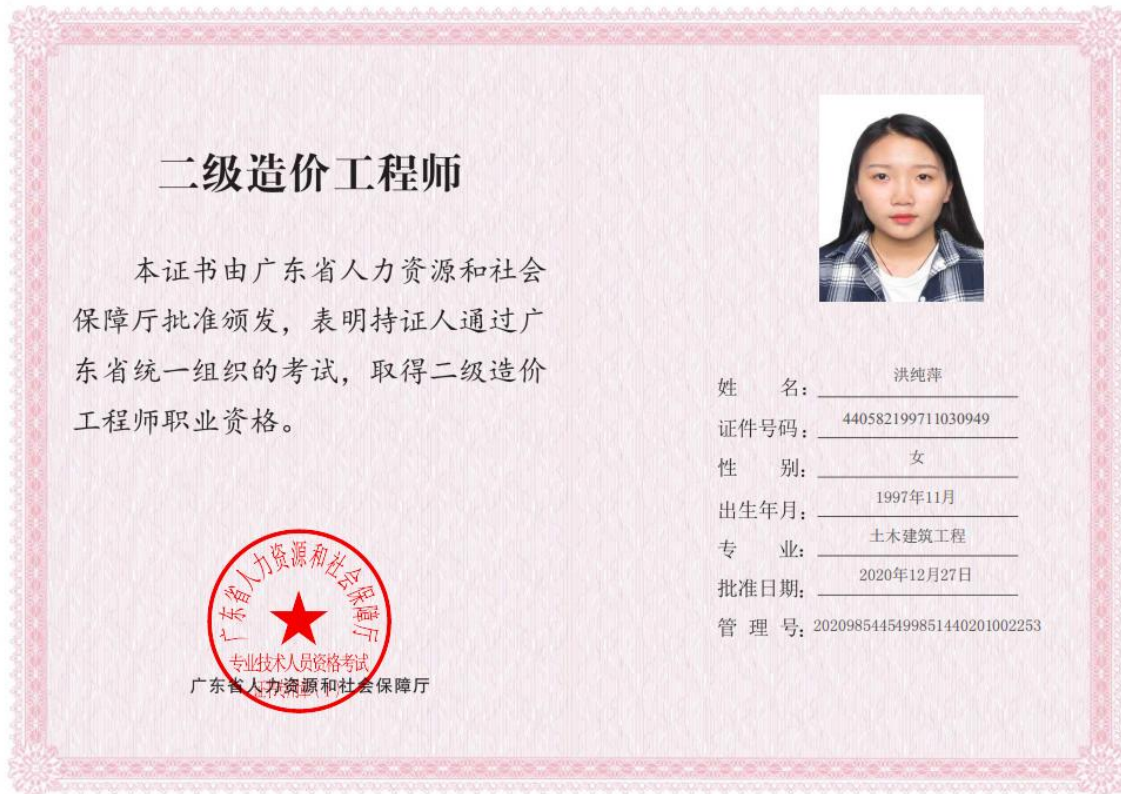 二级造价工程师
本证书由广东省人力资源和社会
保障厅批准颁发，表明持证人通过广
东省统一组织的考试，取得二级造价
工程师职业资格。
广东省人力资源和社会保障厅
专业技术人员资格考试
广东省人力资源和社会保障厅
姓名：洪纯萍
证件号码：440582199711030949
性别：女
出生年月：1997年11月
专业：土木建筑工程
批准日期：2020年12月27日
管理号：20209854454998514402010022​53